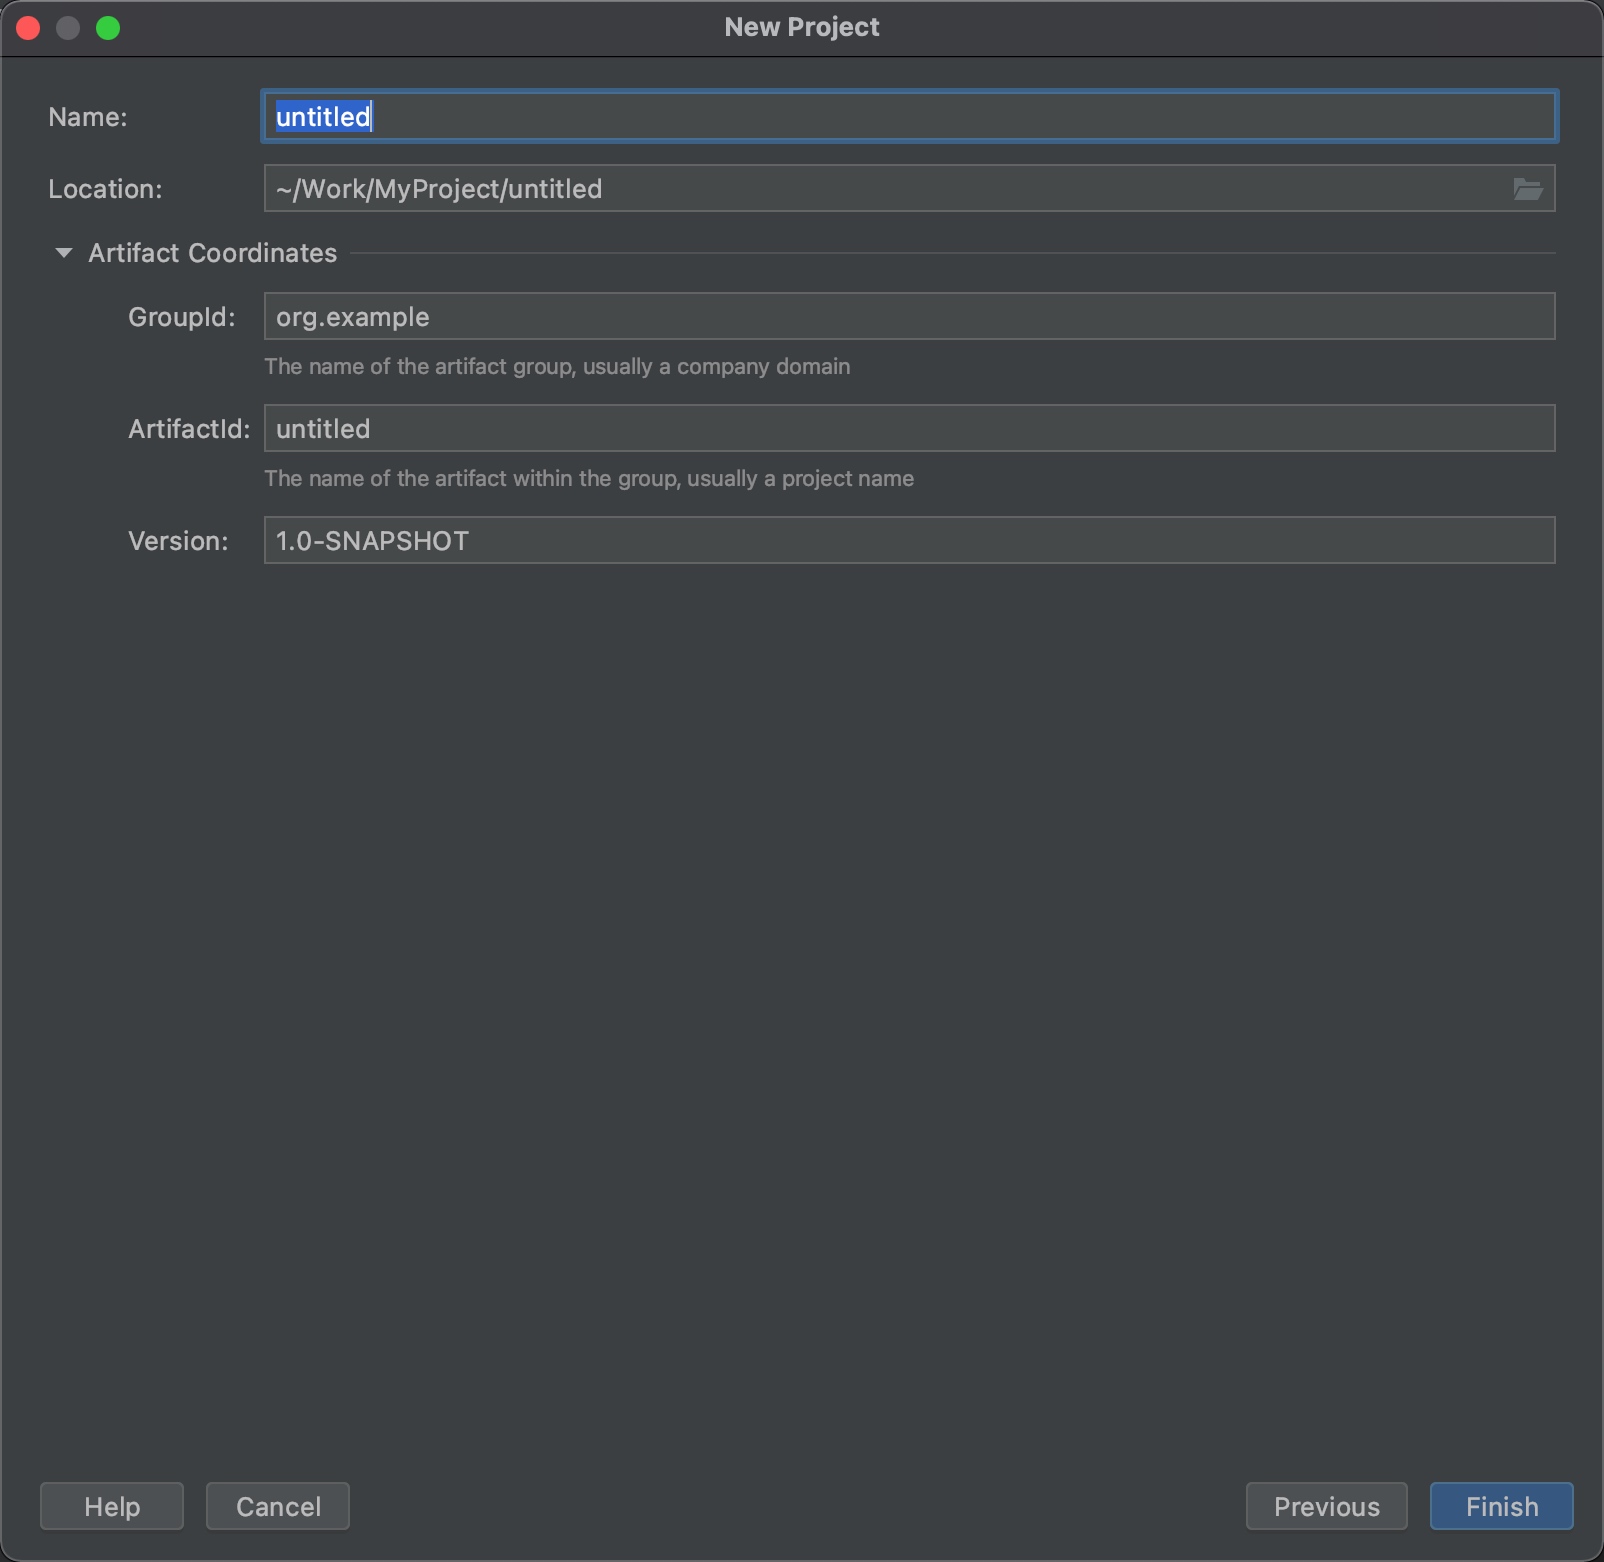 New Project
Name: untitled
Location: ~/Work/MyProject/untitled
Artifact Coordinates
GroupId: org.example
The name of the artifact group, usually a company domain
ArtifactId: untitled
The name of the artifact within the group, usually a project name
Version: 1.0-SNAPSHOT
Help Cancel Previous Finish